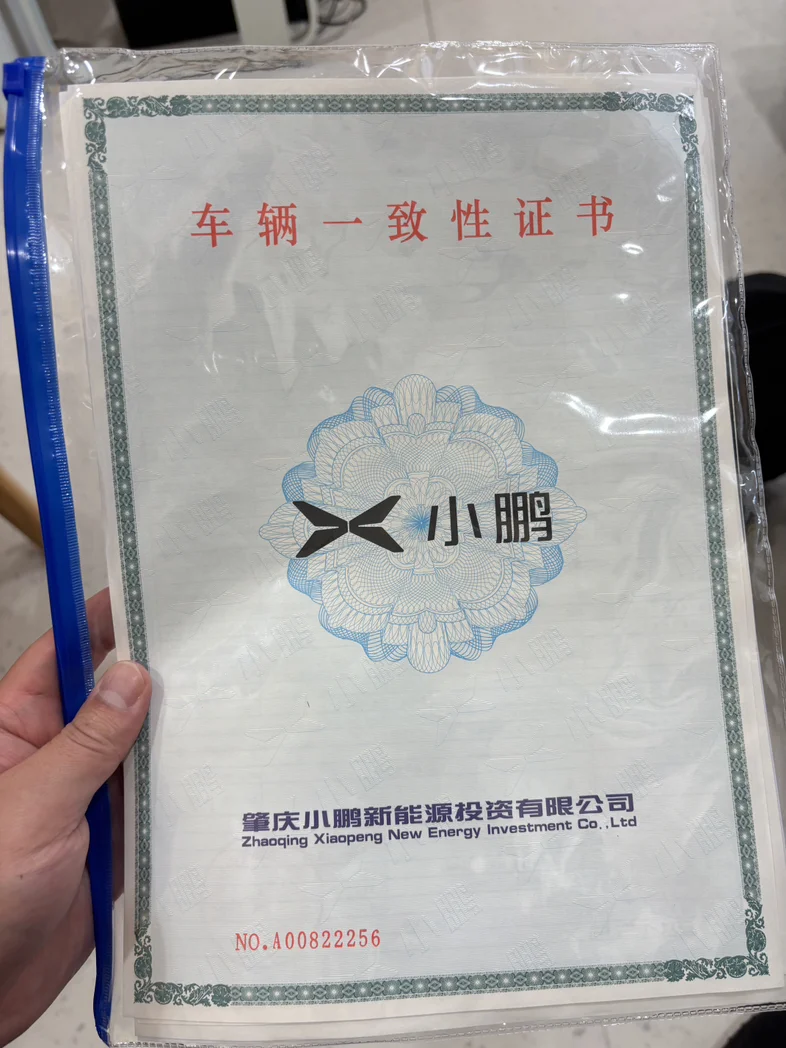 车辆一致性证书
小鹏
肇庆小鹏新能源投资有限公司
Zhaoqing Xiaopeng New Energy Investment Co.,Ltd
NO.A00822256